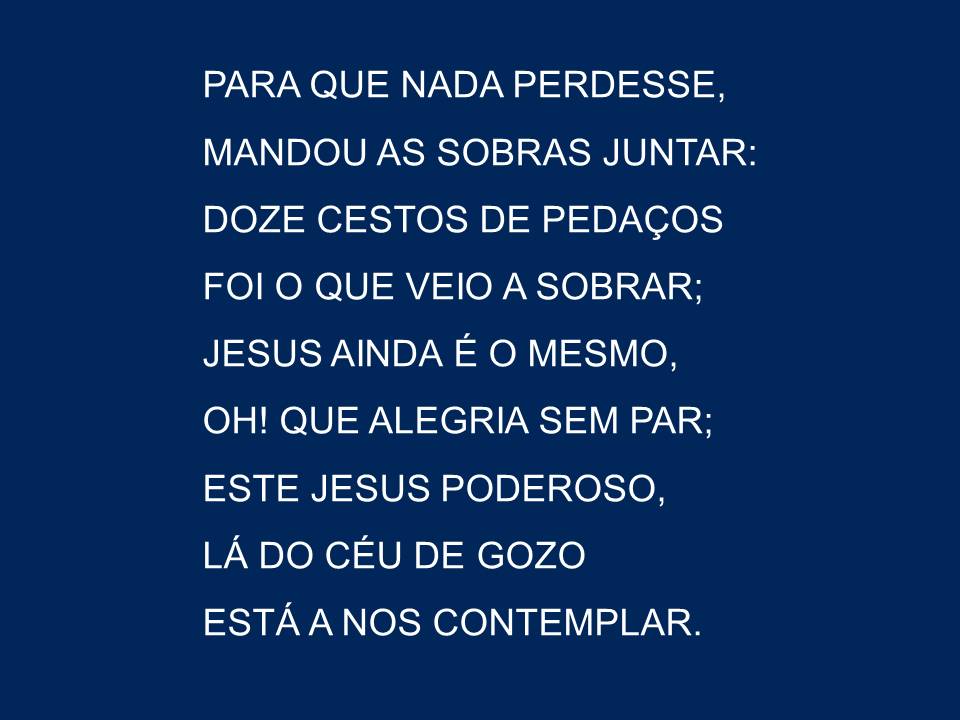 PARA QUE NADA PERDESSE,
MANDOU AS SOBRAS JUNTAR:
DOZE CESTOS DE PEDAÇOS
FOI O QUE VEIO A SOBRAR;
JESUS AINDA É O MESMO,
OH! QUE ALEGRIA SEM PAR;
ESTE JESUS PODEROSO,
LÁ DO CÉU DE GOZO
ESTÁ A NOS CONTEMPLAR.